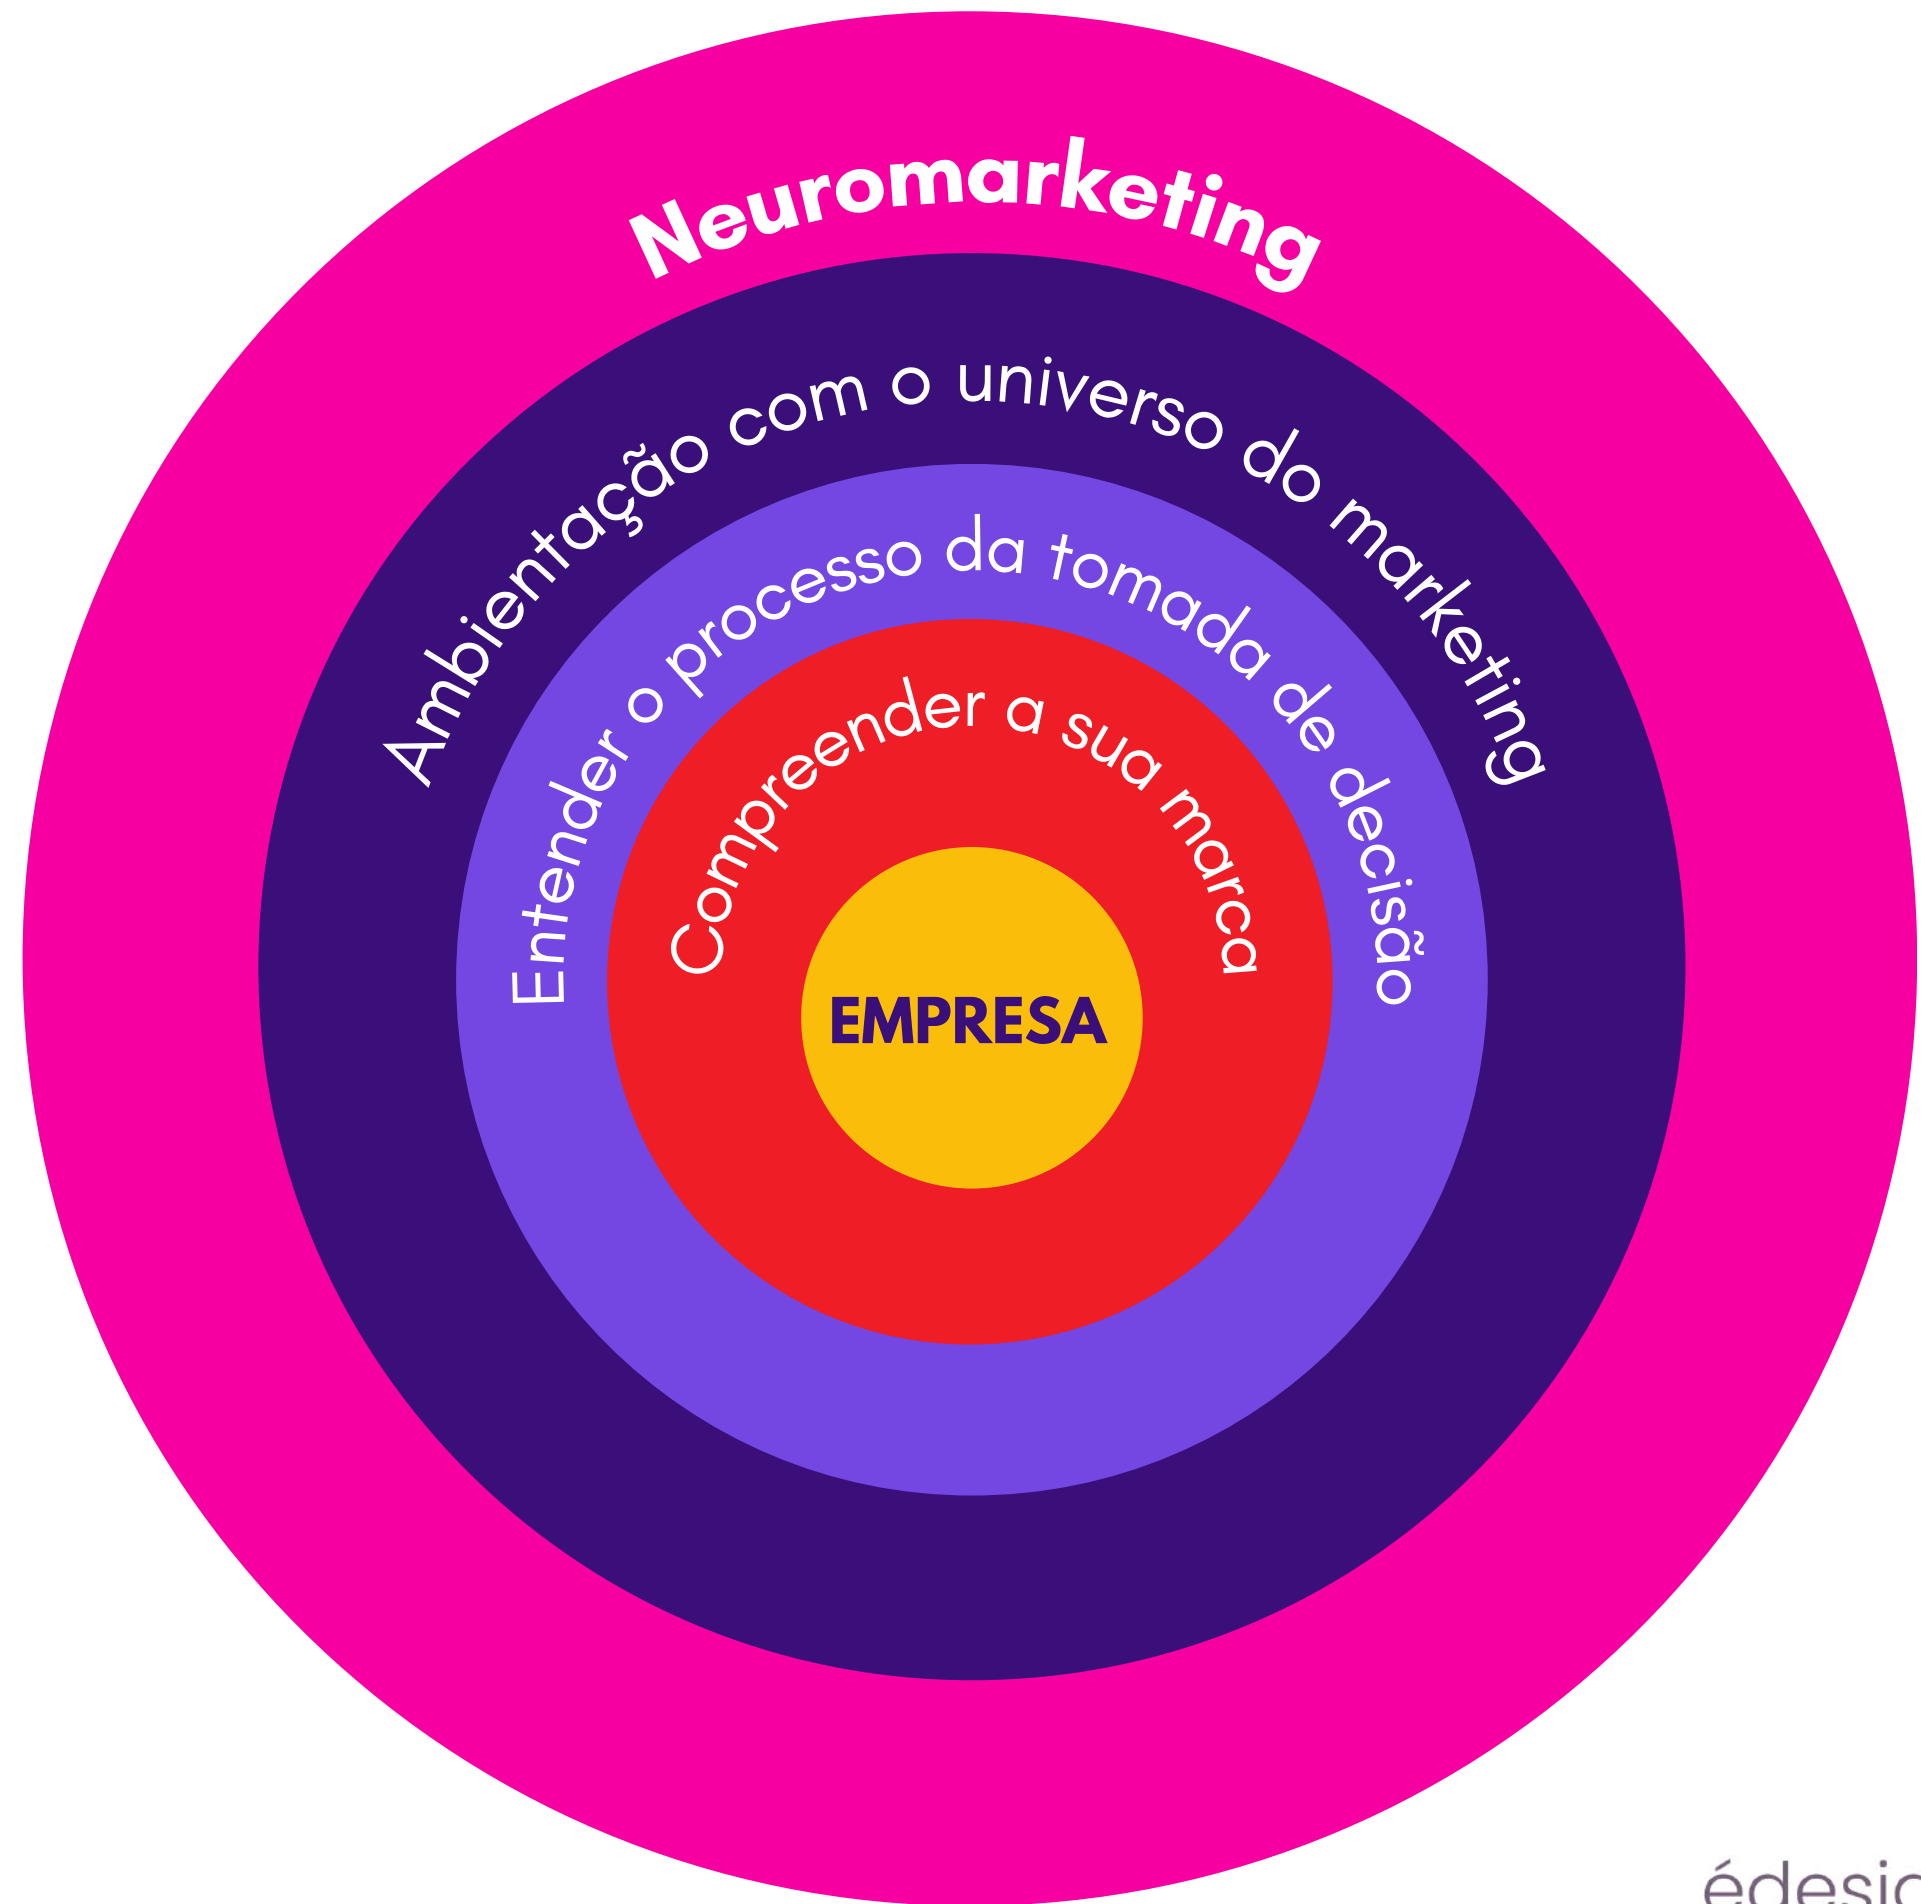 Neuromarketing
Ambientação com o universo do marketing
Entender o processo da tomada de decisão
Compreender a sua marca
EMPRESA